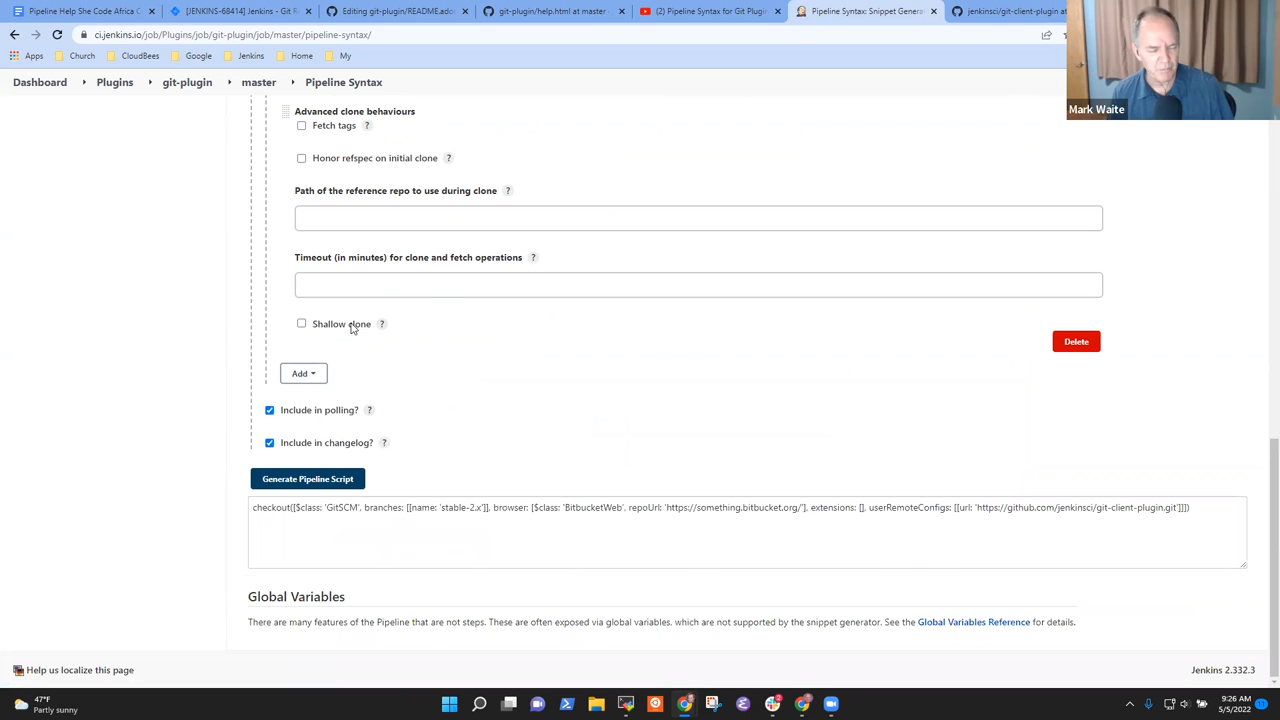 Pipeline Help She Code Africa C
[JENKINS-68414] Jenkins - Git R
Editing git-plugin/README.adoc
git-plugin/help.html at master ·
Pipeline Syntax for Git Plugin
Pipeline Syntax: Snippet Genera
jenkinsci/git-client-plugin at
ci.jenkins.io/job/Plugins/job/git-plugin/job/master/pipeline-syntax/
Apps Church CloudBees Google Jenkins Home My
Dashboard Plugins git-plugin master Pipeline Syntax
Mark Waite
Advanced clone behaviours
Fetch tags ?
Honor refspec on initial clone ?
Path of the reference repo to use during clone ?
Timeout (in minutes) for clone and fetch operations ?
Shallow clone ?
Delete
Add
Include in polling? ?
Include in changelog? ?
Generate Pipeline Script
checkout([$class: 'GitSCM', branches: [[name: 'stable-2.x']], browser: [$class: 'BitbucketWeb', repoUrl: 'https://something.bitbucket.org/'], extensions: [], userRemoteConfigs: [[url: 'https://github.com/jenkinsci/git-client-plugin.git']]])
Global Variables
There are many features of the Pipeline that are not steps. These are often exposed via global variables, which are not supported by the snippet generator. See the Global Variables Reference for details.
Help us localize this page
Jenkins 2.332.3
47°F
Partly sunny
9:26 AM
5/5/2022